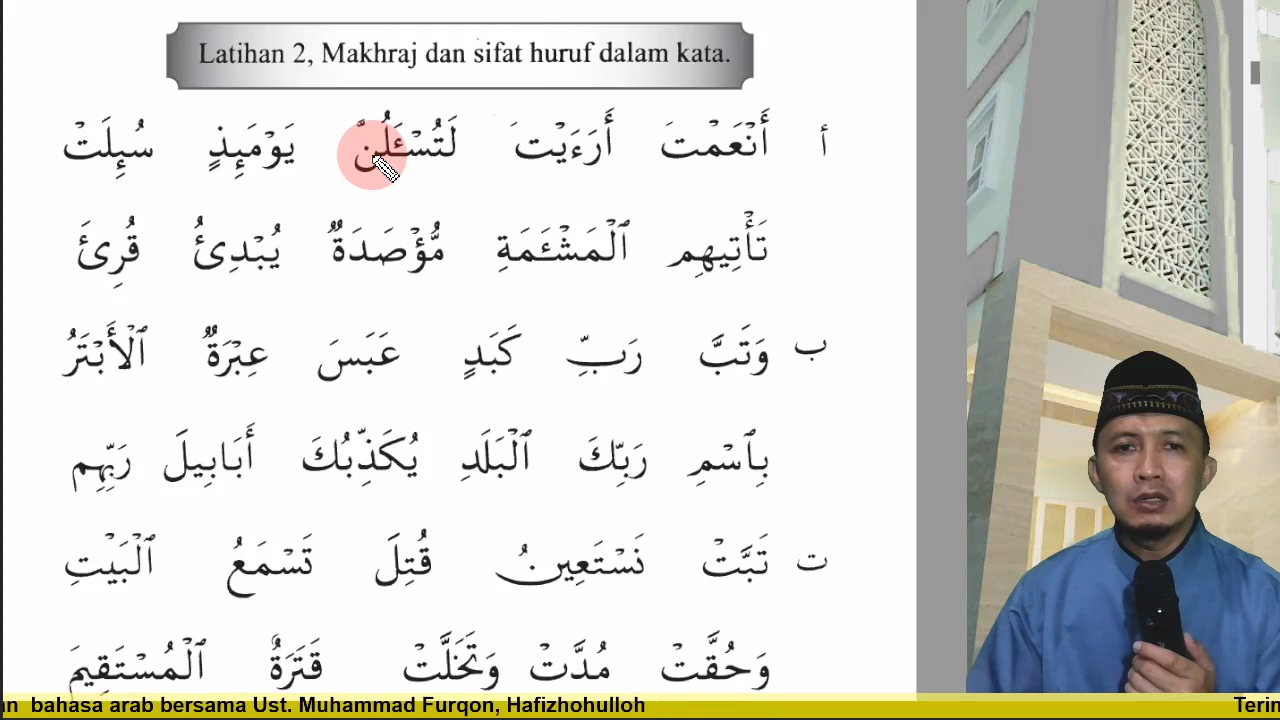 Latihan 2, Makhraj dan sifat huruf dalam kata.
أ أَنْعَمْتَ أَرَءَيْتَ لَتُسْـَٔلُنَّ يَوْمَئِذٍ سُئِلَتْ
تَأْتِيهِم ٱلْمَشْـَٔمَةِ مُّؤْصَدَةٌ يُبْدِئُ قُرِئَ
ب وَتَبَّ رَبِّ كَبَدٍ عَبَسَ عِبْرَةٌ ٱلْأَبْتَرُ
بِٱسْمِ رَبِّكَ ٱلْبَلَدِ يُكَذِّبُكَ أَبَابِيلَ رَبِّهِم
ت تَبَّتْ نَسْتَعِينُ قُتِلَ تَسْمَعُ ٱلْبَيْتِ
وَحُقَّتْ مُدَّتْ وَتَخَلَّتْ قَتَرَةٌ ٱلْمُسْتَقِيمَ
n bahasa arab bersama Ust. Muhammad Furqon, Hafizhohulloh Terin